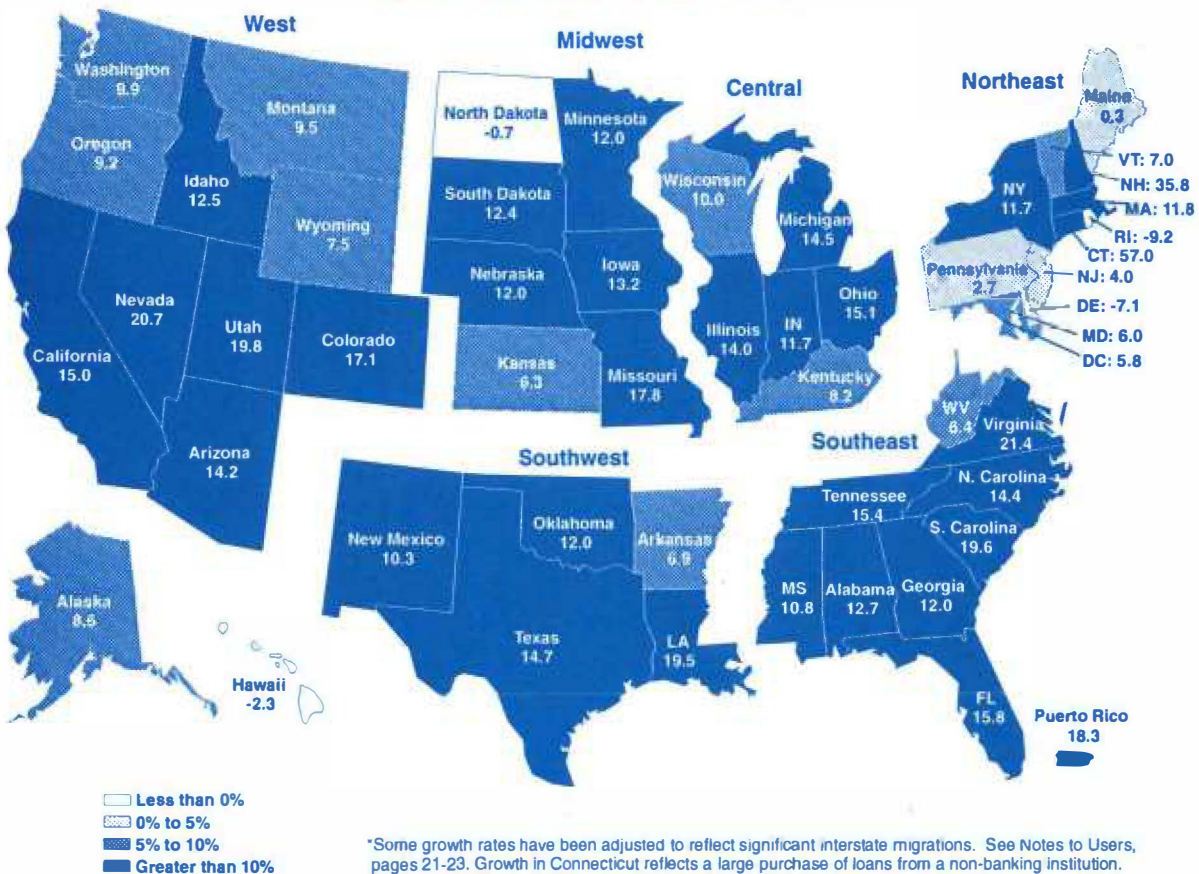 West
Midwest
Central
Northeast
Washington
9.9
Montana
9.5
Oregon
9.2
Idaho
12.5
Wyoming
7.5
Nevada
20.7
Utah
19.8
Colorado
17.1
California
15.0
Arizona
14.2
Alaska
8.6
Hawaii
-2.3
North Dakota
-0.7
Minnesota
12.0
South Dakota
12.4
Nebraska
12.0
Iowa
13.2
Kansas
6.3
Missouri
17.8
Wisconsin
10.0
Michigan
14.5
Illinois
14.0
IN
11.7
Ohio
15.1
Kentucky
8.2
Maine
0.3
NY
11.7
VT: 7.0
NH: 35.8
MA: 11.8
RI: -9.2
CT: 57.0
NJ: 4.0
Pennsylvania
2.7
DE: -7.1
MD: 6.0
DC: 5.8
Southwest
New Mexico
10.3
Oklahoma
12.0
Arkansas
6.9
Texas
14.7
LA
19.5
Southeast
WV
6.4
Virginia
21.4
Tennessee
15.4
N. Carolina
14.4
S. Carolina
19.6
MS
10.8
Alabama
12.7
Georgia
12.0
FL
15.8
Puerto Rico
18.3
Less than 0%
0% to 5%
5% to 10%
Greater than 10%
*Some growth rates have been adjusted to reflect significant interstate migrations. See Notes to Users,
pages 21-23. Growth in Connecticut reflects a large purchase of loans from a non-banking institution.